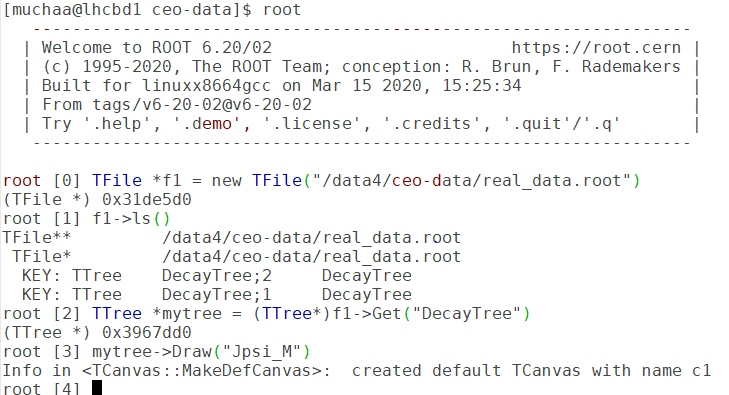 [muchaa@lhcbd1 ceo-data]$ root
   ------------------------------------------------------------------
  | Welcome to ROOT 6.20/02                        https://root.cern |
  | (c) 1995-2020, The ROOT Team; conception: R. Brun, F. Rademakers |
  | Built for linuxx8664gcc on Mar 15 2020, 15:25:34                 |
  | From tags/v6-20-02@v6-20-02                                      |
  | Try '.help', '.demo', '.license', '.credits', '.quit'/'.q'       |
   ------------------------------------------------------------------
root [0] TFile *f1 = new TFile("/data4/ceo-data/real_data.root")
(TFile *) 0x31de5d0
root [1] f1->ls()
TFile**         /data4/ceo-data/real_data.root
 TFile*         /data4/ceo-data/real_data.root
  KEY: TTree    DecayTree;2     DecayTree
  KEY: TTree    DecayTree;1     DecayTree
root [2] TTree *mytree = (TTree*)f1->Get("DecayTree")
(TTree *) 0x3967dd0
root [3] mytree->Draw("Jpsi_M")
Info in <TCanvas::MakeDefCanvas>:  created default TCanvas with name c1
root [4]